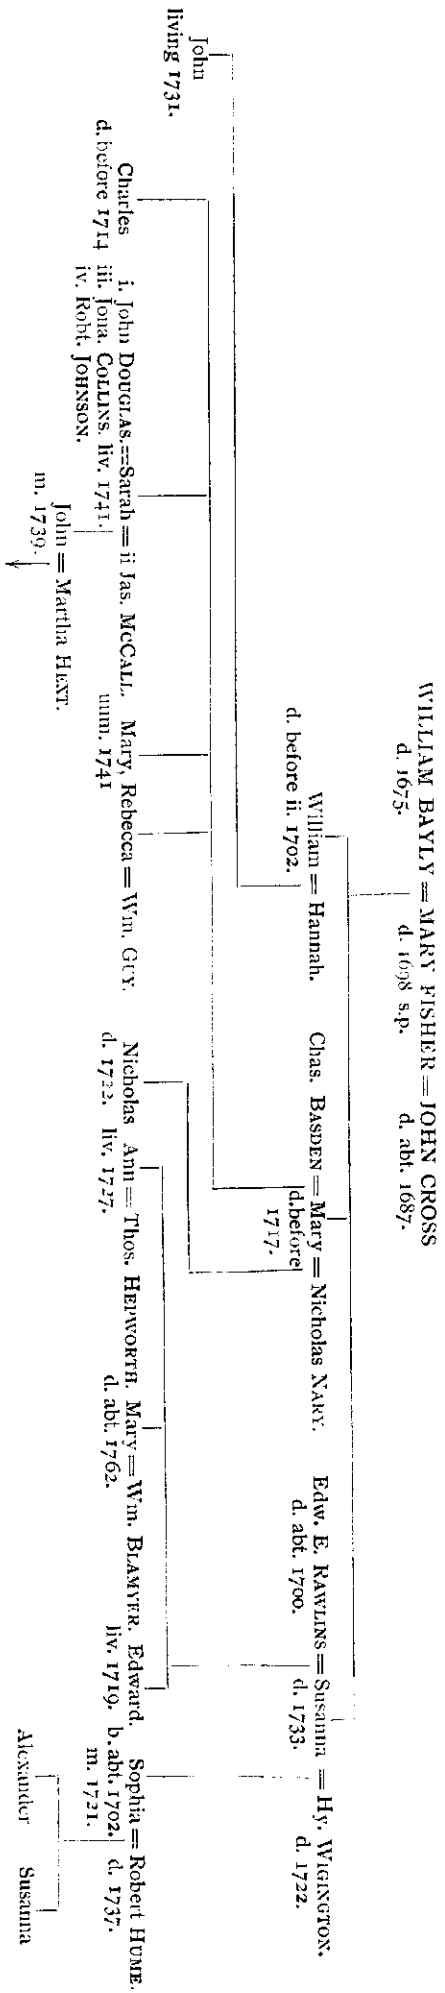 WILLIAM BAYLY = MARY FISHER = JOHN CROSS
d. 1675. d. 1698 s.p. d. abt. 1687.
William = Hannah. Chas. BASDEN = Mary = Nicholas NARY. Edw. E. RAWLINS = Susanna = Hy. WIGINGTON.
d. before ii. 1702. d. before d. abt. 1700. d. 1733. d. 1722.
1717.
John
living 1731.
Charles i. John DOUGLAS. = Sarah = ii Jas. MCCALL. Mary, Rebecca = Wm. GUY. Nicholas Ann = Thos. HEPWORTH. Mary = Wm. BLAMYER. Edward. Sophia = Robert HUME.
d. before 1714 iii. Jona. COLLINS. liv. 1741. unm. 1741 d. 1722. liv. 1727. d. abt. 1762. liv. 1719. b. abt. 1702. d. 1737.
iv. Robt. JOHNSON. m. 1721.
John = Martha HEXT.
m. 1739.
Alexander Susanna